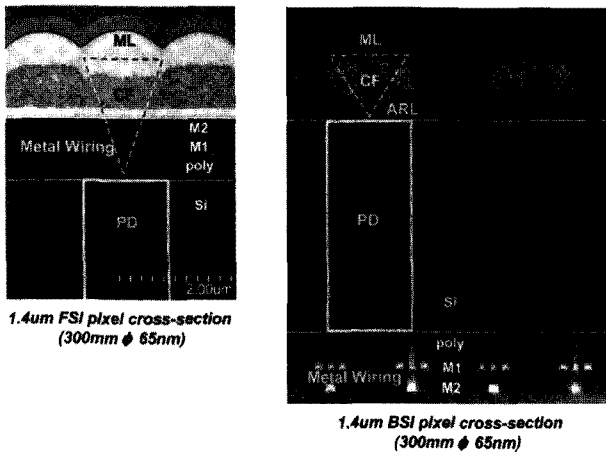 ML
CF
M2
Metal Wiring M1
poly
Si
PD
2.00um
1.4um FSI pixel cross-section
(300mm ϕ 65nm)
ML
CF
ARL
PD
Si
poly
M1
Metal Wiring
M2
1.4um BSI pixel cross-section
(300mm ϕ 65nm)